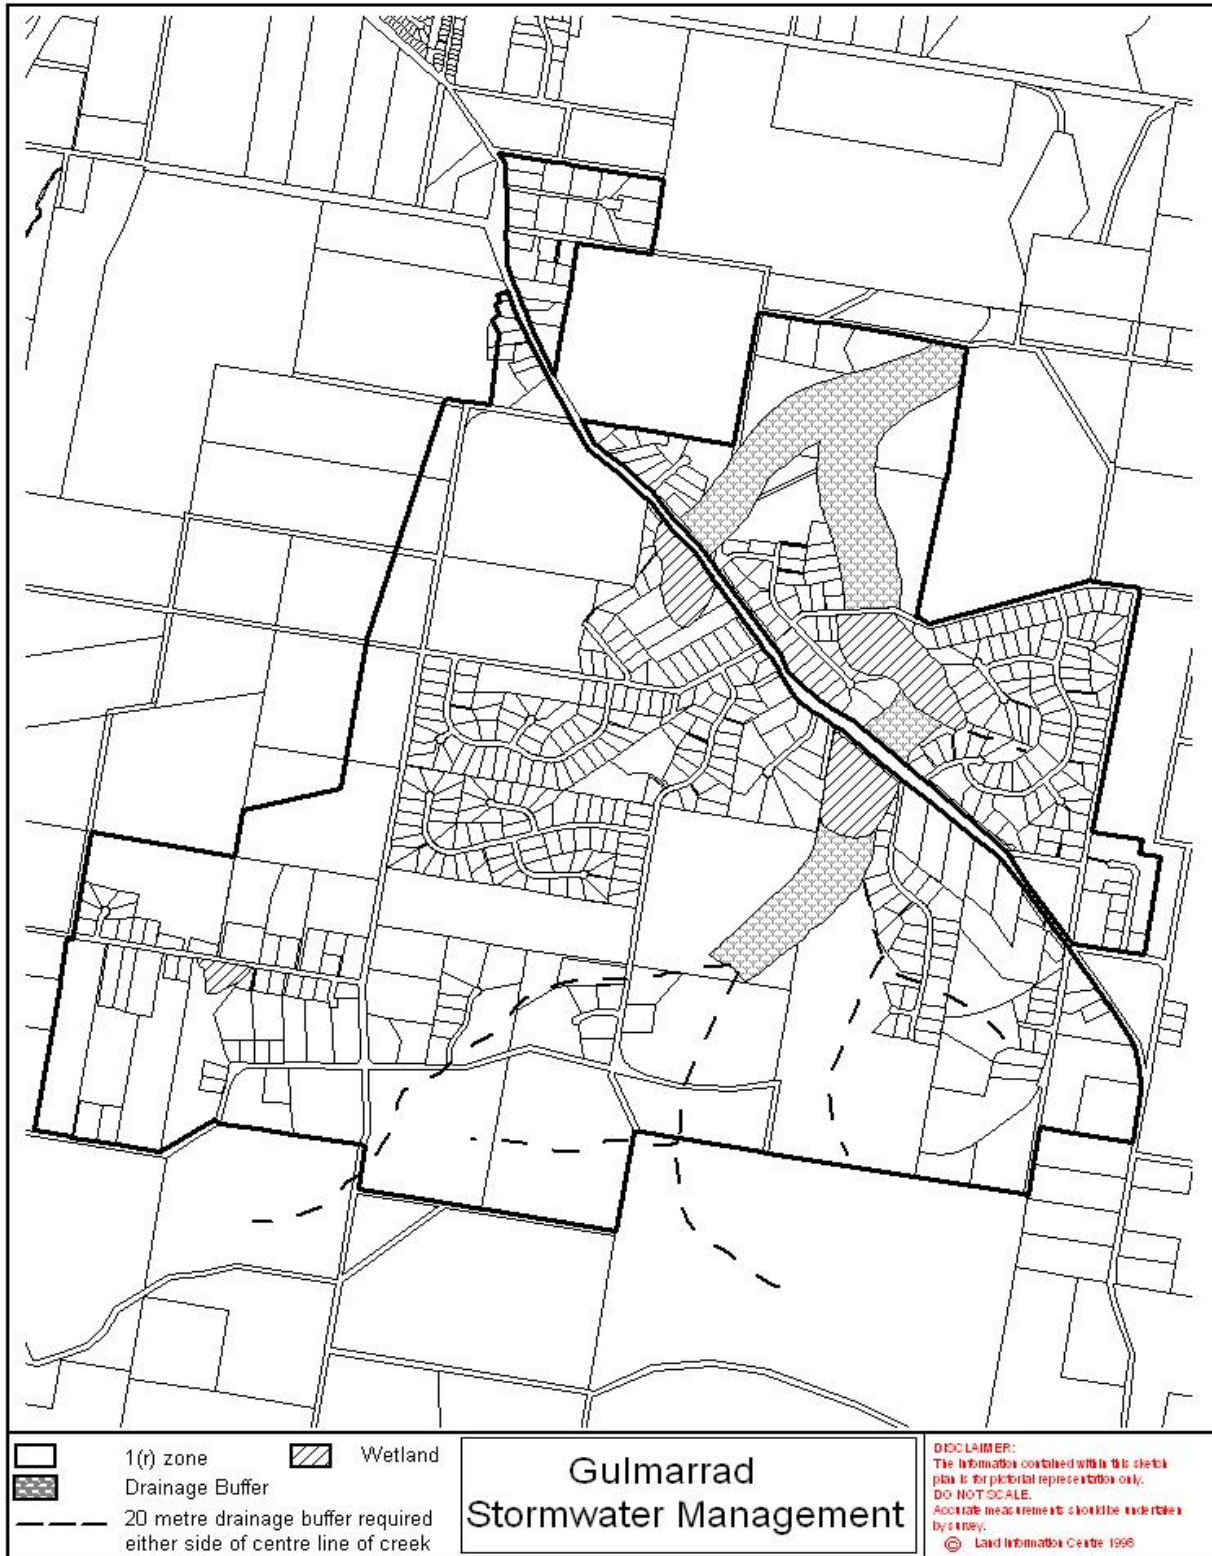 1(r) zone
Wetland
Drainage Buffer
20 metre drainage buffer required
either side of centre line of creek
Gulmarrad
Stormwater Management
DISCLAIMER:
The information contained within this sketch
plan is for pictorial representation only.
DO NOT SCALE.
Accurate measurements should be undertaken
by survey.
© Land Information Centre 1998